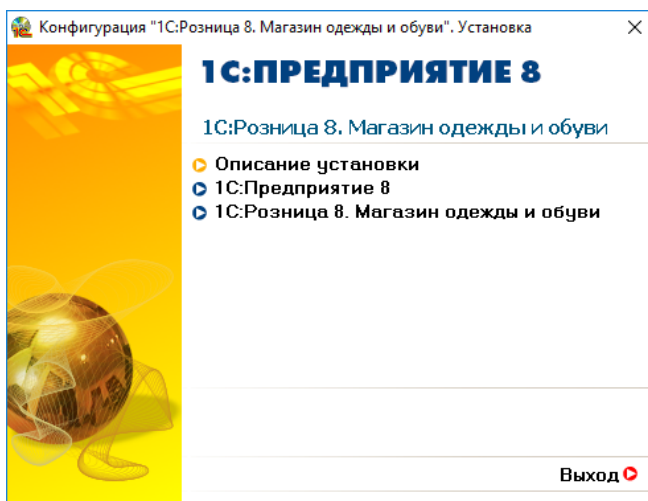 Конфигурация "1С:Розница 8. Магазин одежды и обуви". Установка
1С:ПРЕДПРИЯТИЕ 8
1С:Розница 8. Магазин одежды и обуви
Описание установки
1С:Предприятие 8
1С:Розница 8. Магазин одежды и обуви
Выход